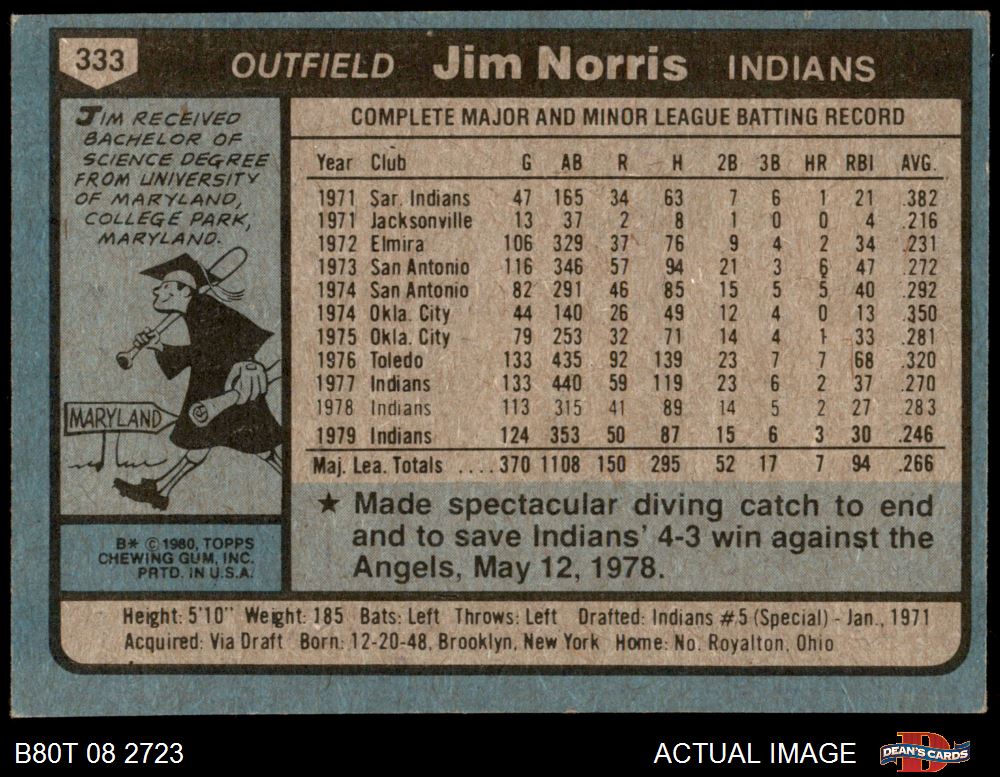 333
OUTFIELD Jim Norris INDIANS
JIM RECEIVED
BACHELOR OF
SCIENCE DEGREE
FROM UNIVERSITY
OF MARYLAND,
COLLEGE PARK,
MARYLAND.
MARYLAND
B* © 1980, TOPPS
CHEWING GUM, INC.
PRTD. IN U.S.A.
COMPLETE MAJOR AND MINOR LEAGUE BATTING RECORD
Year Club G AB R H 2B 3B HR RBI AVG.
1971 Sar. Indians 47 165 34 63 7 6 1 21 .382
1971 Jacksonville 13 37 2 8 1 0 0 4 .216
1972 Elmira 106 329 37 76 9 4 2 34 .231
1973 San Antonio 116 346 57 94 21 3 6 47 .272
1974 San Antonio 82 291 46 85 15 5 5 40 .292
1974 Okla. City 44 140 26 49 12 4 0 13 .350
1975 Okla. City 79 253 32 71 14 4 1 33 .281
1976 Toledo 133 435 92 139 23 7 7 68 .320
1977 Indians 133 440 59 119 23 6 2 37 .270
1978 Indians 113 315 41 89 14 5 2 27 .283
1979 Indians 124 353 50 87 15 6 3 30 .246
Maj. Lea. Totals .... 370 1108 150 295 52 17 7 94 .266
★ Made spectacular diving catch to end
and to save Indians' 4-3 win against the
Angels, May 12, 1978.
Height: 5'10" Weight: 185 Bats: Left Throws: Left Drafted: Indians #5 (Special) - Jan., 1971
Acquired: Via Draft Born: 12-20-48, Brooklyn, New York Home: No. Royalton, Ohio
B80T 08 2723
ACTUAL IMAGE
DEAN'S CARDS